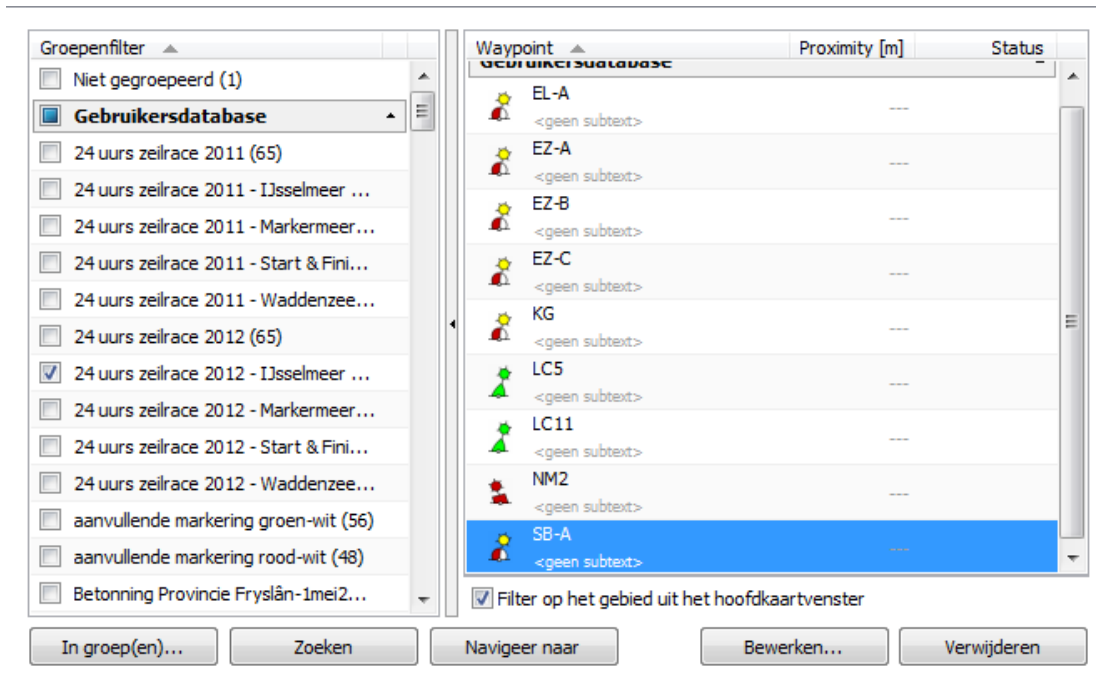 Groepenfilter
Niet gegroepeerd (1)
Gebruikersdatabase
24 uurs zeilrace 2011 (65)
24 uurs zeilrace 2011 - IJsselmeer ...
24 uurs zeilrace 2011 - Markermeer...
24 uurs zeilrace 2011 - Start & Fini...
24 uurs zeilrace 2011 - Waddenzee...
24 uurs zeilrace 2012 (65)
24 uurs zeilrace 2012 - IJsselmeer ...
24 uurs zeilrace 2012 - Markermeer...
24 uurs zeilrace 2012 - Start & Fini...
24 uurs zeilrace 2012 - Waddenzee...
aanvullende markering groen-wit (56)
aanvullende markering rood-wit (48)
Betonning Provincie Fryslân-1mei2...
Waypoint Proximity [m] Status
Gebruikersdatabase
EL-A
<geen subtext> ---
EZ-A
<geen subtext> ---
EZ-B
<geen subtext> ---
EZ-C
<geen subtext> ---
KG
<geen subtext> ---
LC5
<geen subtext> ---
LC11
<geen subtext> ---
NM2
<geen subtext> ---
SB-A
<geen subtext> ---
Filter op het gebied uit het hoofdkaartvenster
In groep(en)... Zoeken Navigeer naar Bewerken... Verwijderen